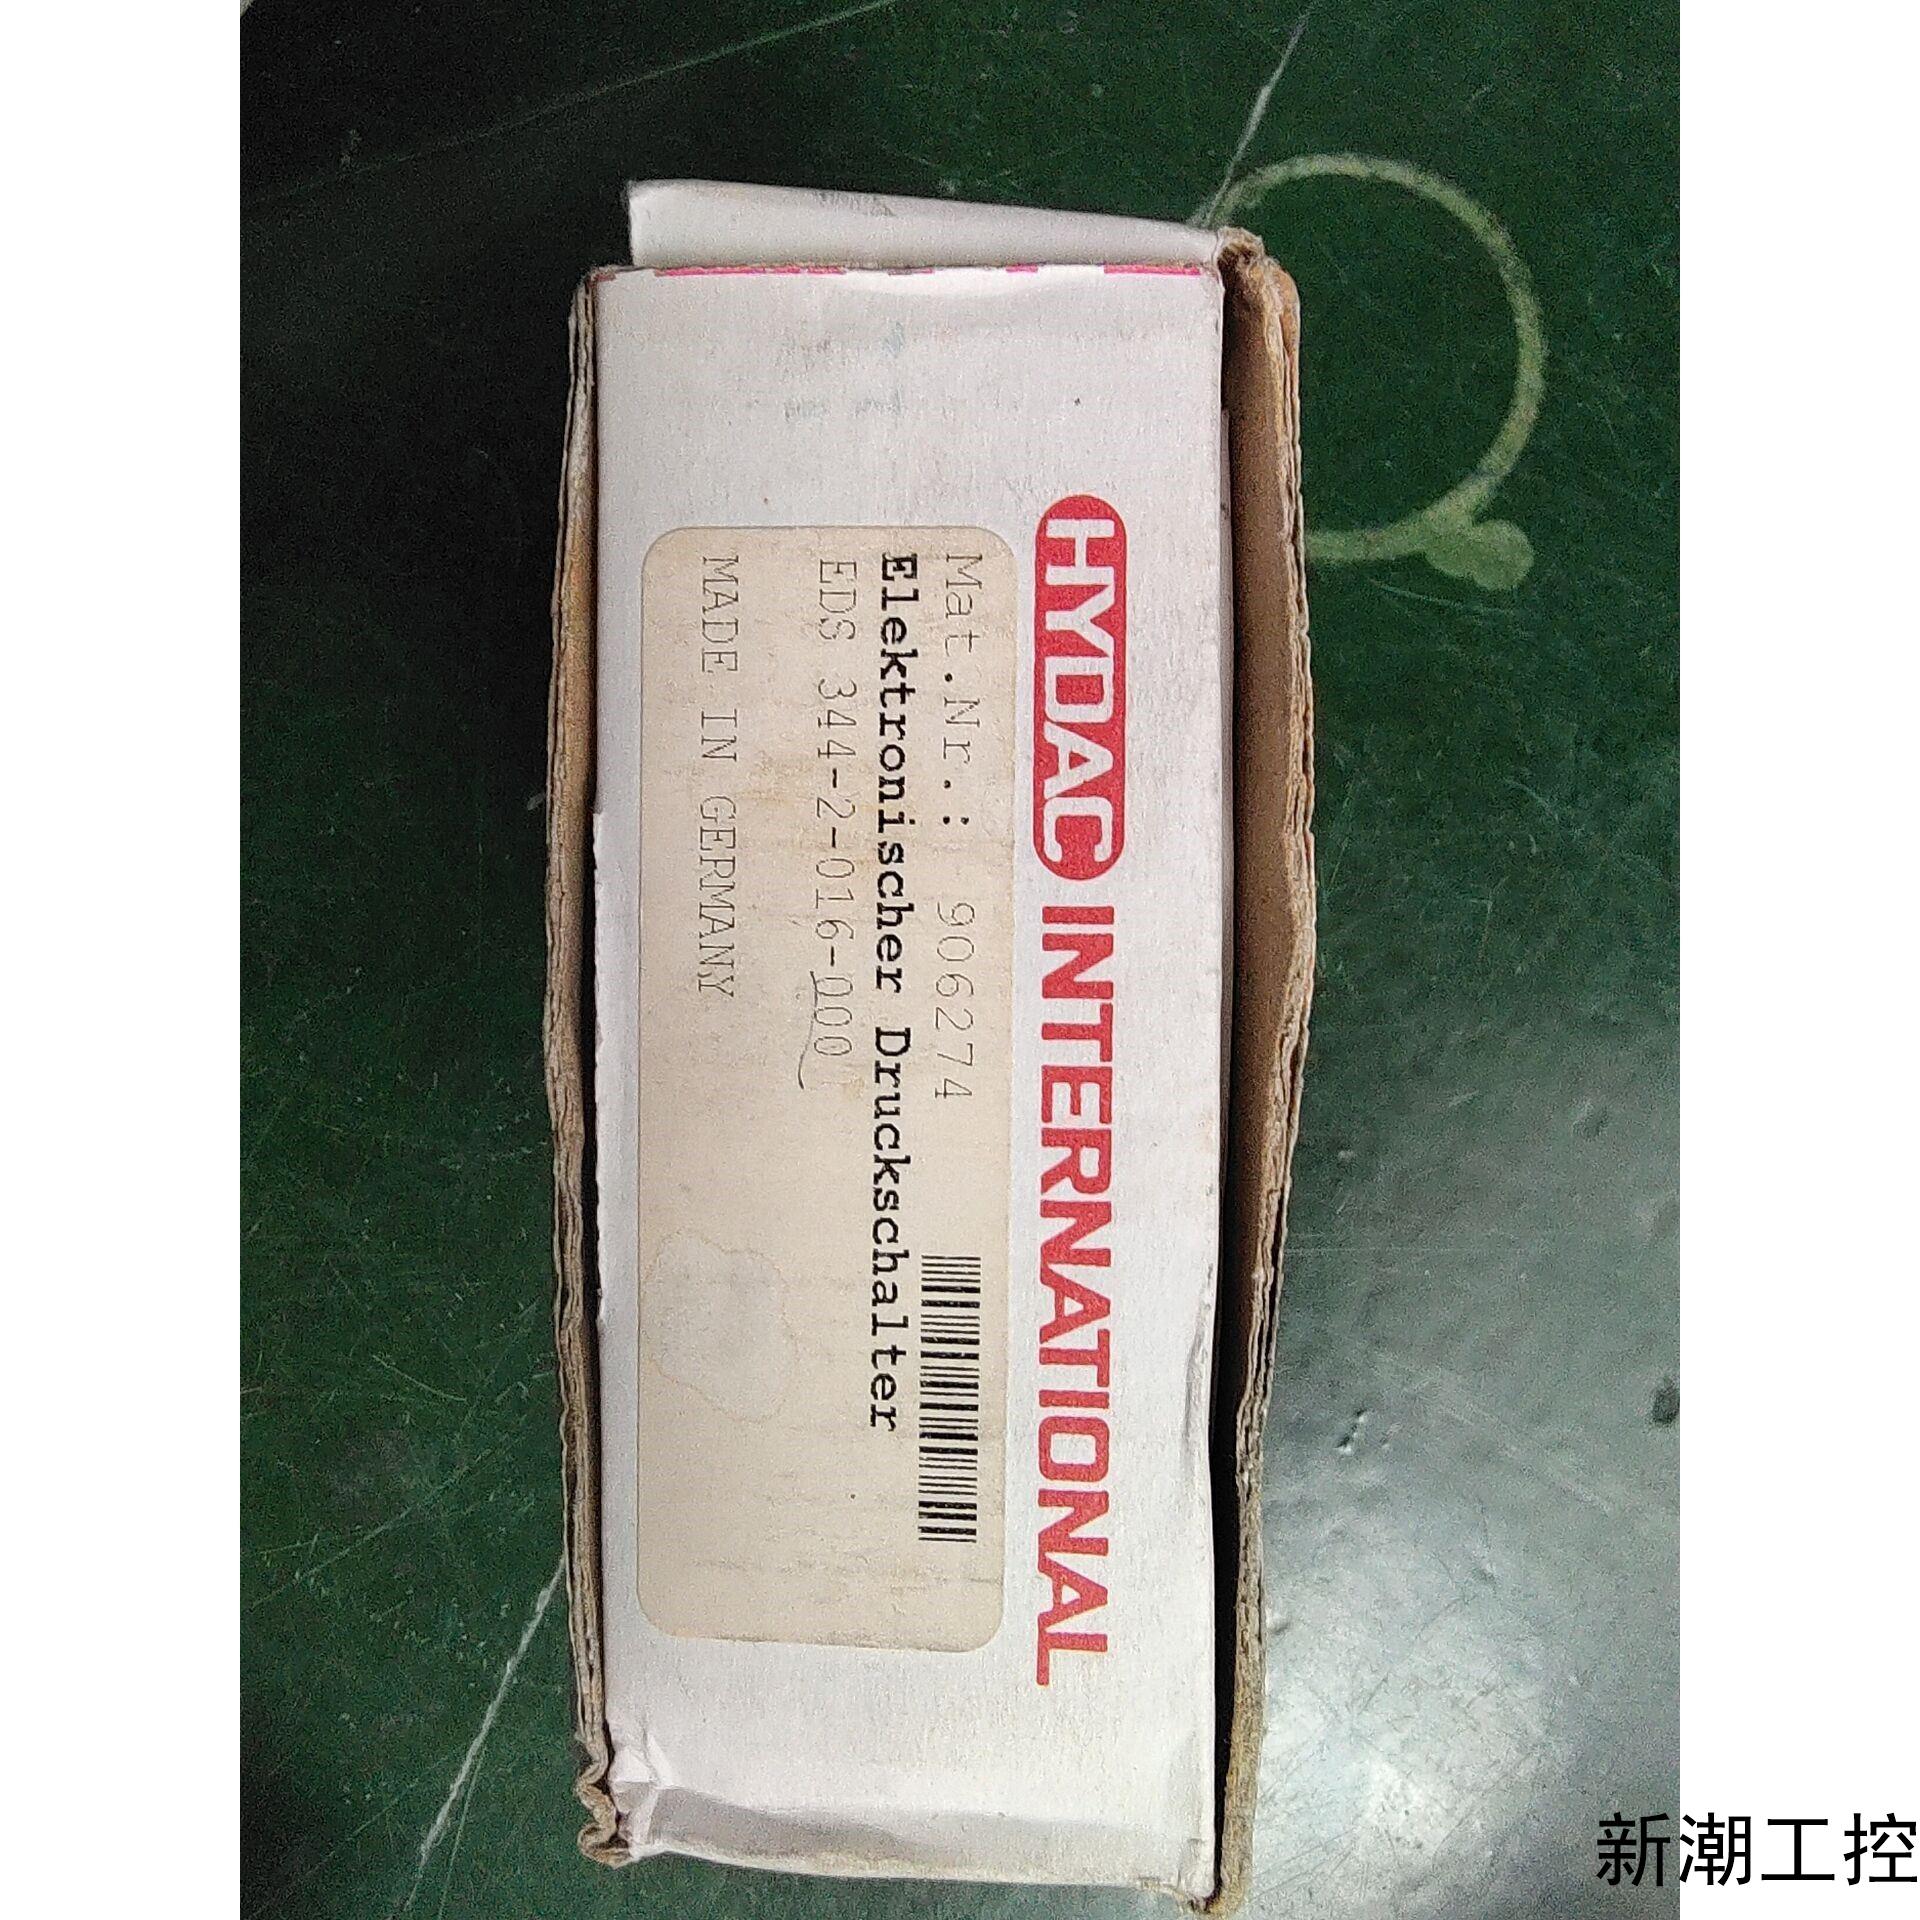 HYDAC INTERNATIONAL
Mat.Nr.: 906274
Elektronischer Druckschalter
EDS 344-2-016-000
MADE IN GERMANY
新潮工控